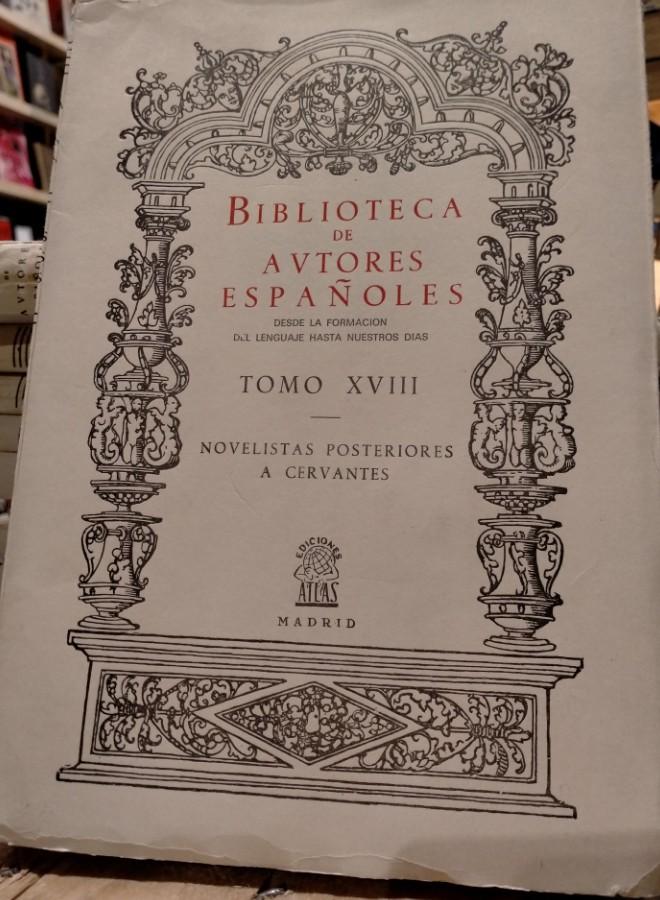 BIBLIOTECA
DE
AVTORES
ESPAÑOLES
DESDE LA FORMACION
DEL LENGUAJE HASTA NUESTROS DIAS
TOMO XVIII
NOVELISTAS POSTERIORES
A CERVANTES
EDICIONES
ATLAS
MADRID